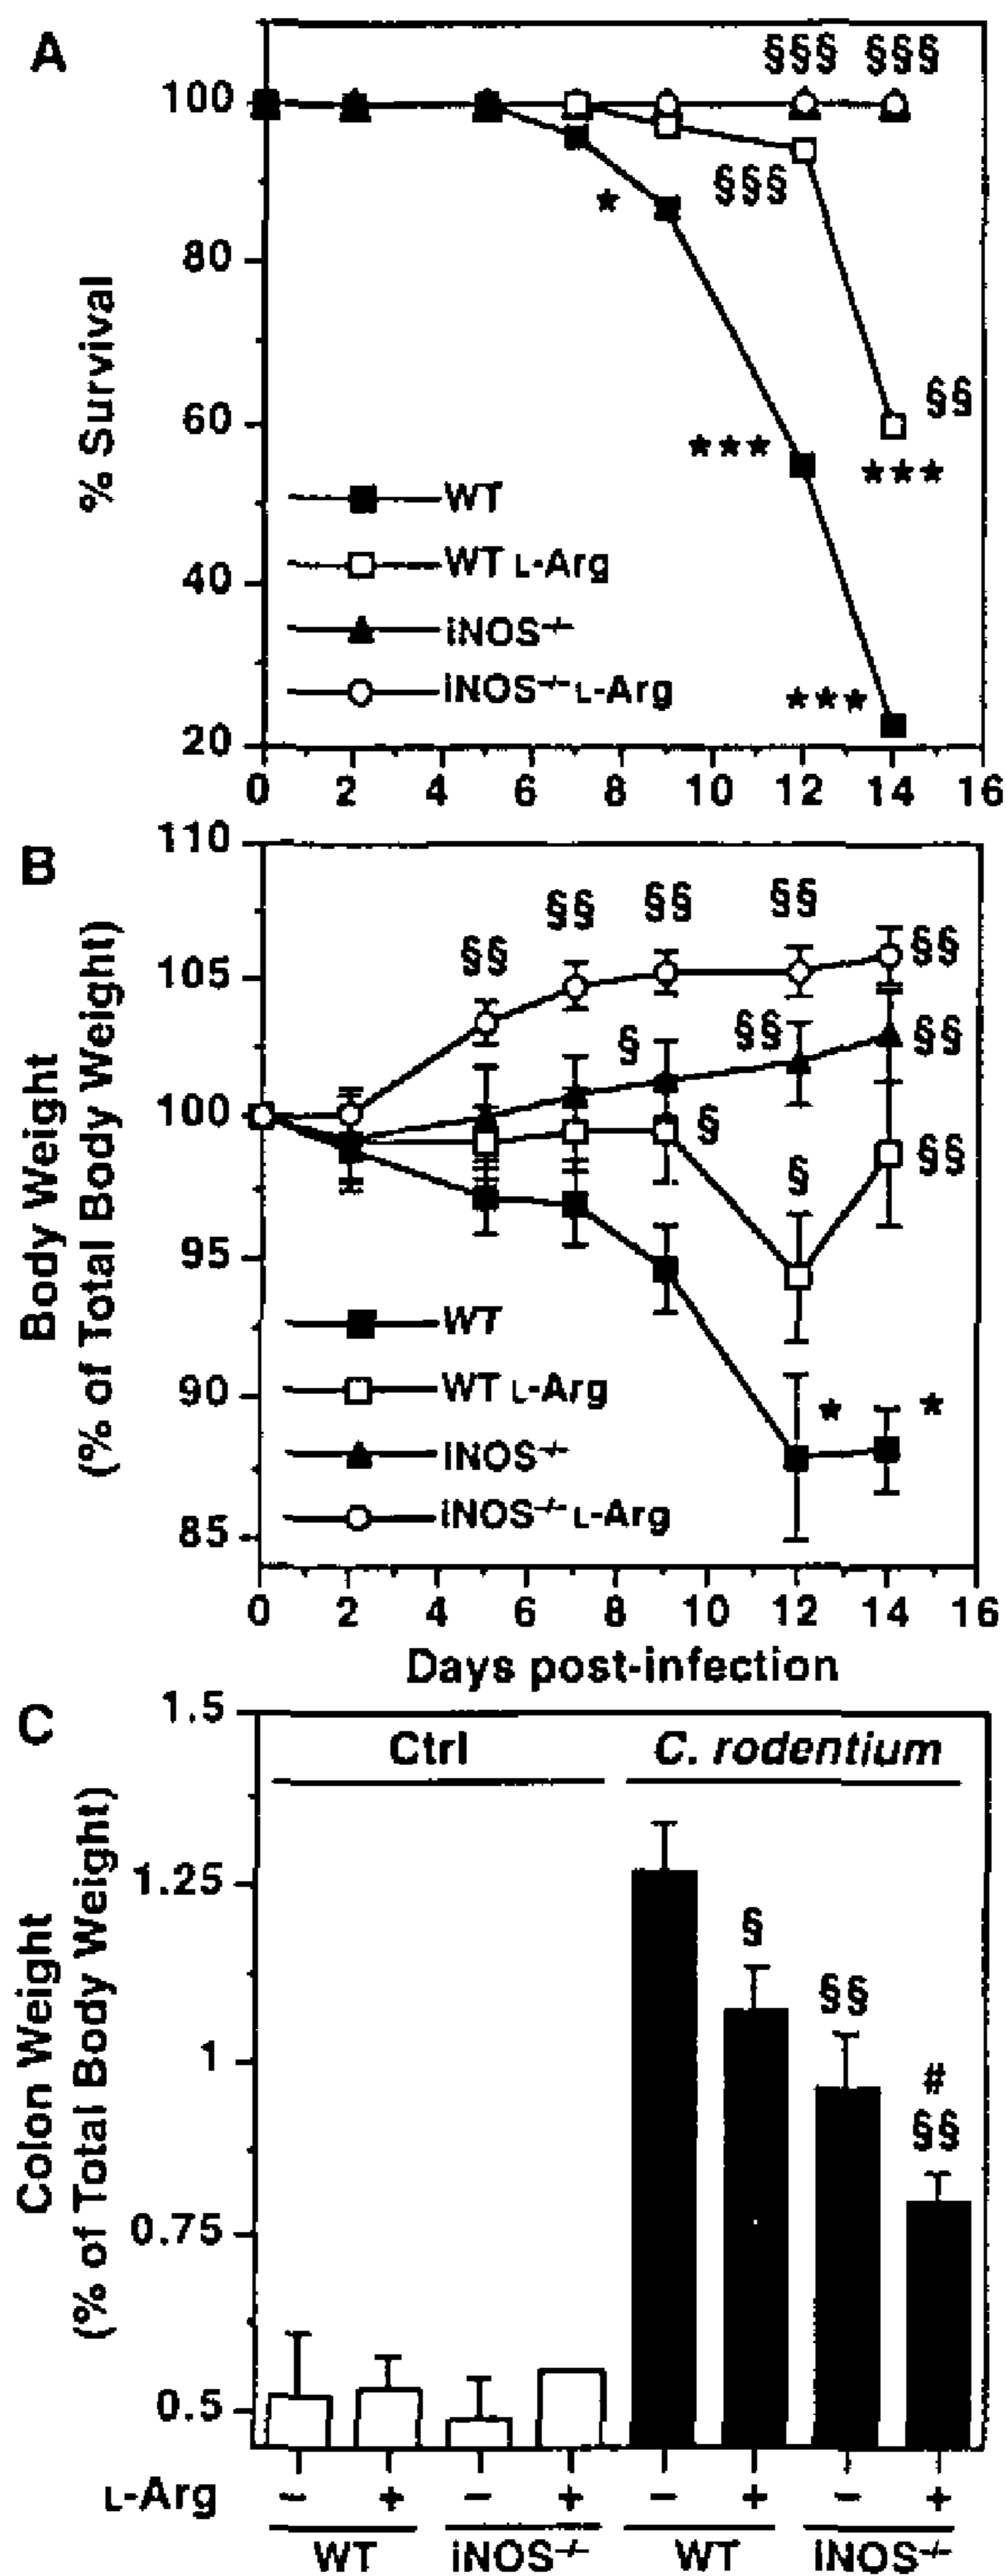 A
§§§ §§§
100
§§§
★
80
% Survival
§§
60
★★★
★★★
WT
WT L-Arg
40
iNOS-/-
iNOS-/- L-Arg
★★★
20
0 2 4 6 8 10 12 14 16
B
110
§§ §§ §§ §§ §§
105
§ §§ §§
100
§ § §§
95
Body Weight
(% of Total Body Weight)
WT
WT L-Arg
90
★ ★
iNOS-/-
iNOS-/- L-Arg
85
0 2 4 6 8 10 12 14 16
Days post-infection
C
1.5
Ctrl C. rodentium
1.25
§
§§
1
#
§§
Colon Weight
(% of Total Body Weight)
0.75
0.5
L-Arg − + − + − + − +
WT iNOS-/- WT iNOS-/-